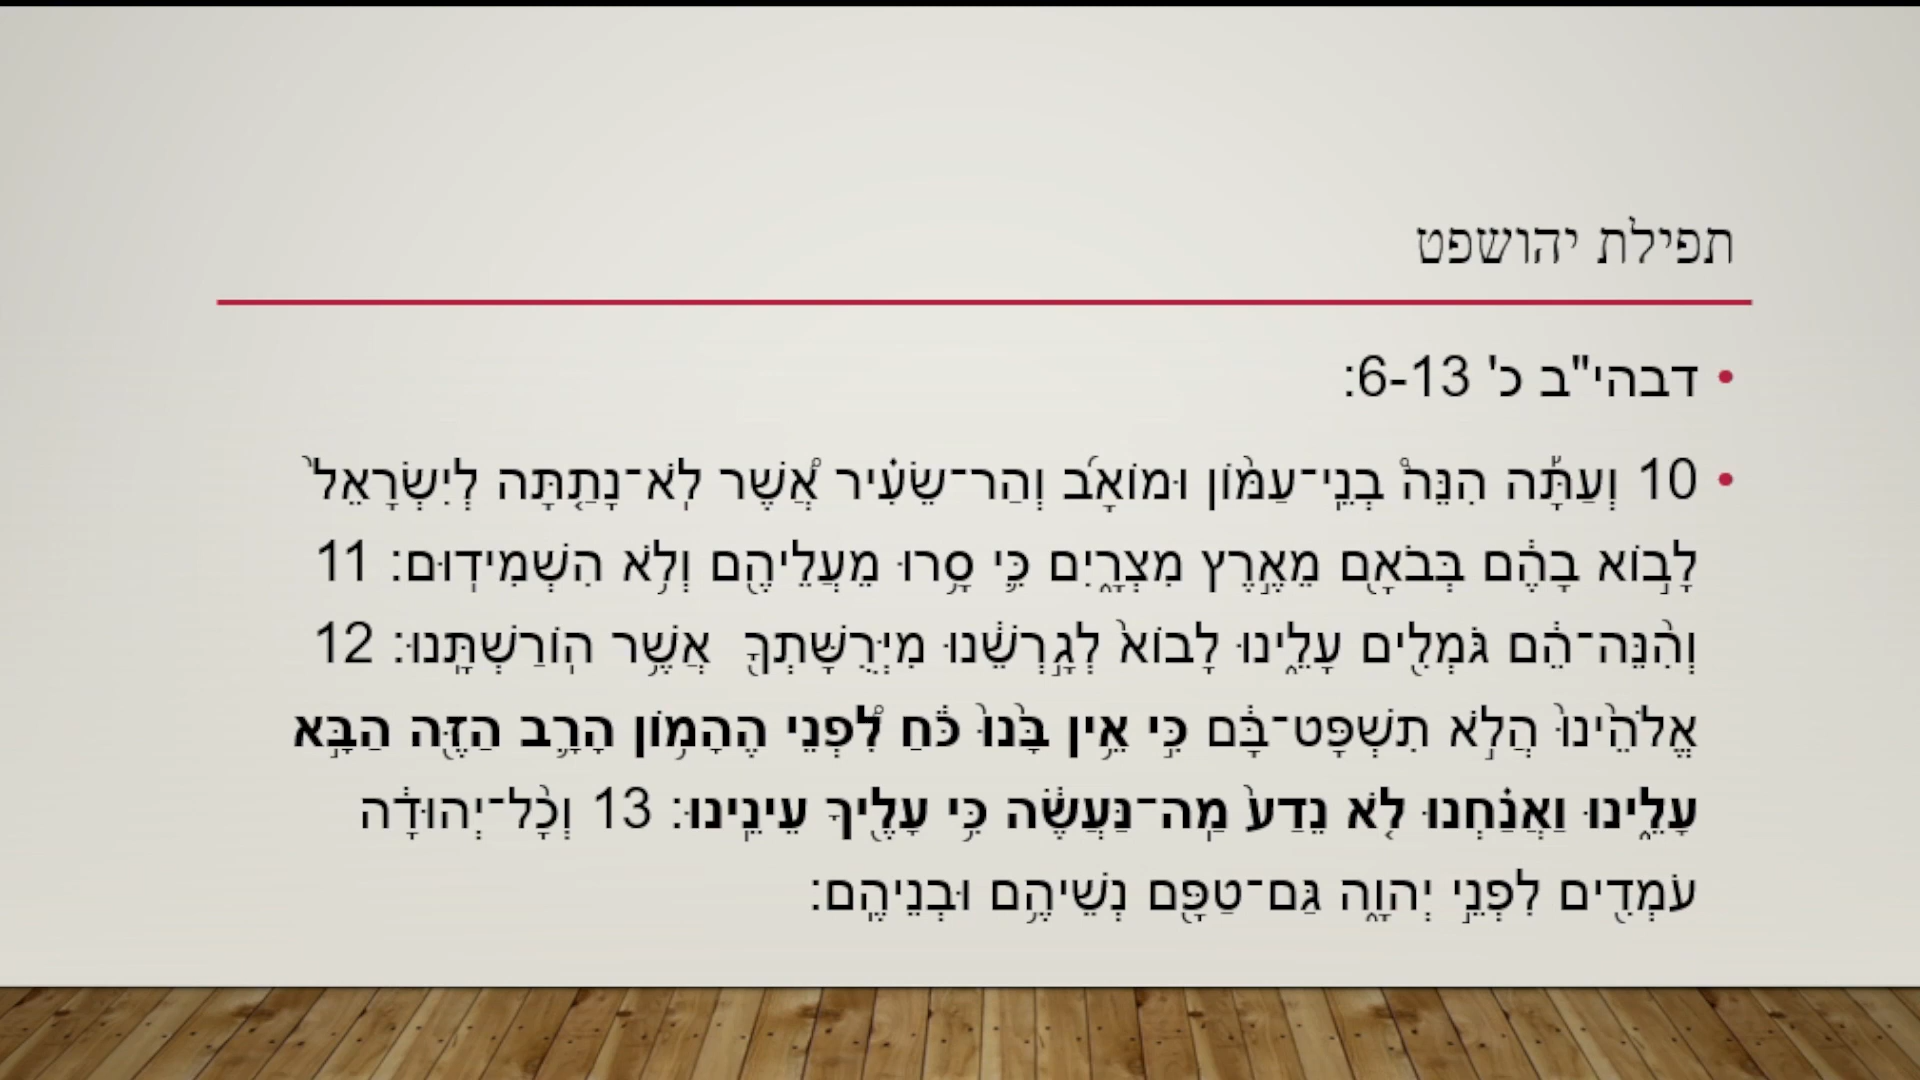 תפילת יהושפט
• דבהי"ב כ' 6-13:
• 10 וְעַתָּ֡ה הִנֵּה֩ בְנֵֽי־עַמּ֨וֹן וּמוֹאָ֜ב וְהַר־שֵׂעִ֗יר אֲ֠שֶׁר לֹֽא־נָתַ֤תָּה לְיִשְׂרָאֵל֙
לָב֣וֹא בָהֶ֔ם בְּבֹאָ֖ם מֵאֶ֣רֶץ מִצְרָ֑יִם כִּ֛י סָ֥רוּ מֵעֲלֵיהֶ֖ם וְלֹ֥א הִשְׁמִידֽוּם׃ 11
וְהִ֨נֵּה־הֵ֔ם גֹּמְלִ֖ים עָלֵ֑ינוּ לָבוֹא֙ לְגָ֣רְשֵׁ֔נוּ מִיְּרֻשָּׁתְךָ֖ אֲשֶׁ֥ר הֽוֹרַשְׁתָּֽנוּ׃ 12
אֱלֹהֵ֙ינוּ֙ הֲלֹ֣א תִשְׁפָּט־בָּ֔ם כִּ֣י אֵ֥ין בָּ֙נוּ֙ כֹּ֔חַ לִ֠פְנֵי הֶהָמ֥וֹן הָרָ֛ב הַזֶּ֖ה הַבָּ֣א
עָלֵ֑ינוּ וַאֲנַ֗חְנוּ לֹ֤א נֵדַע֙ מַֽה־נַּעֲשֶׂ֔ה כִּ֥י עָלֶ֖יךָ עֵינֵֽינוּ׃ 13 וְכָ֨ל־יְהוּדָ֔ה
עֹמְדִ֖ים לִפְנֵ֣י יְהוָ֑ה גַּם־טַפָּ֖ם נְשֵׁיהֶ֥ם וּבְנֵיהֶֽם׃